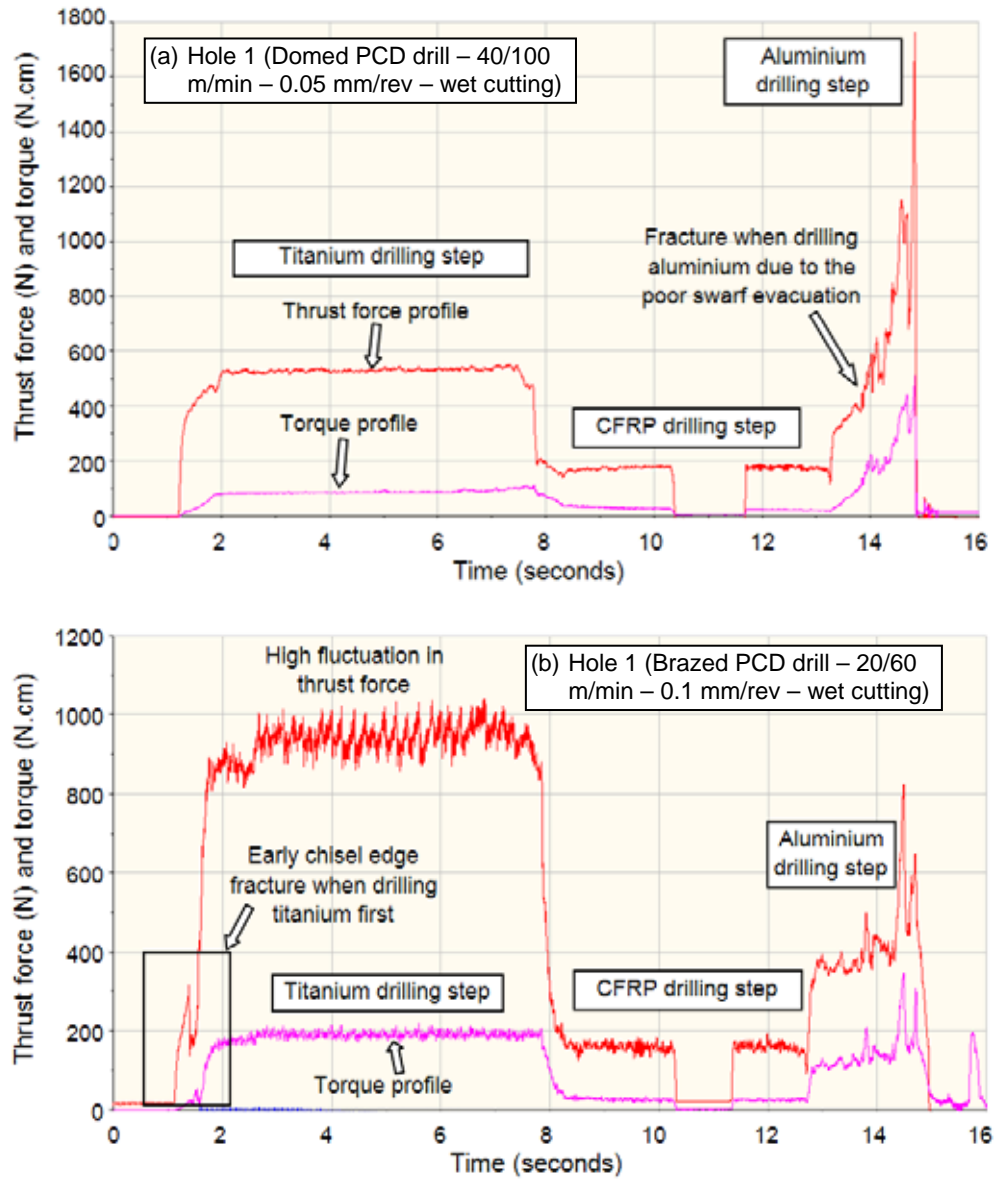 1800
1600
1400
1200
1000
800
600
400
200
0
Thrust force (N) and torque (N.cm)
(a) Hole 1 (Domed PCD drill – 40/100
m/min – 0.05 mm/rev – wet cutting)
Aluminium
drilling step
Titanium drilling step
Thrust force profile
Torque profile
Fracture when drilling
aluminium due to the
poor swarf evacuation
CFRP drilling step
0 2 4 6 8 10 12 14 16
Time (seconds)
1200
1000
800
600
400
200
0
Thrust force (N) and torque (N.cm)
High fluctuation in
thrust force
(b) Hole 1 (Brazed PCD drill – 20/60
m/min – 0.1 mm/rev – wet cutting)
Early chisel edge
fracture when drilling
titanium first
Aluminium
drilling step
Titanium drilling step
CFRP drilling step
Torque profile
0 2 4 6 8 10 12 14 16
Time (seconds)